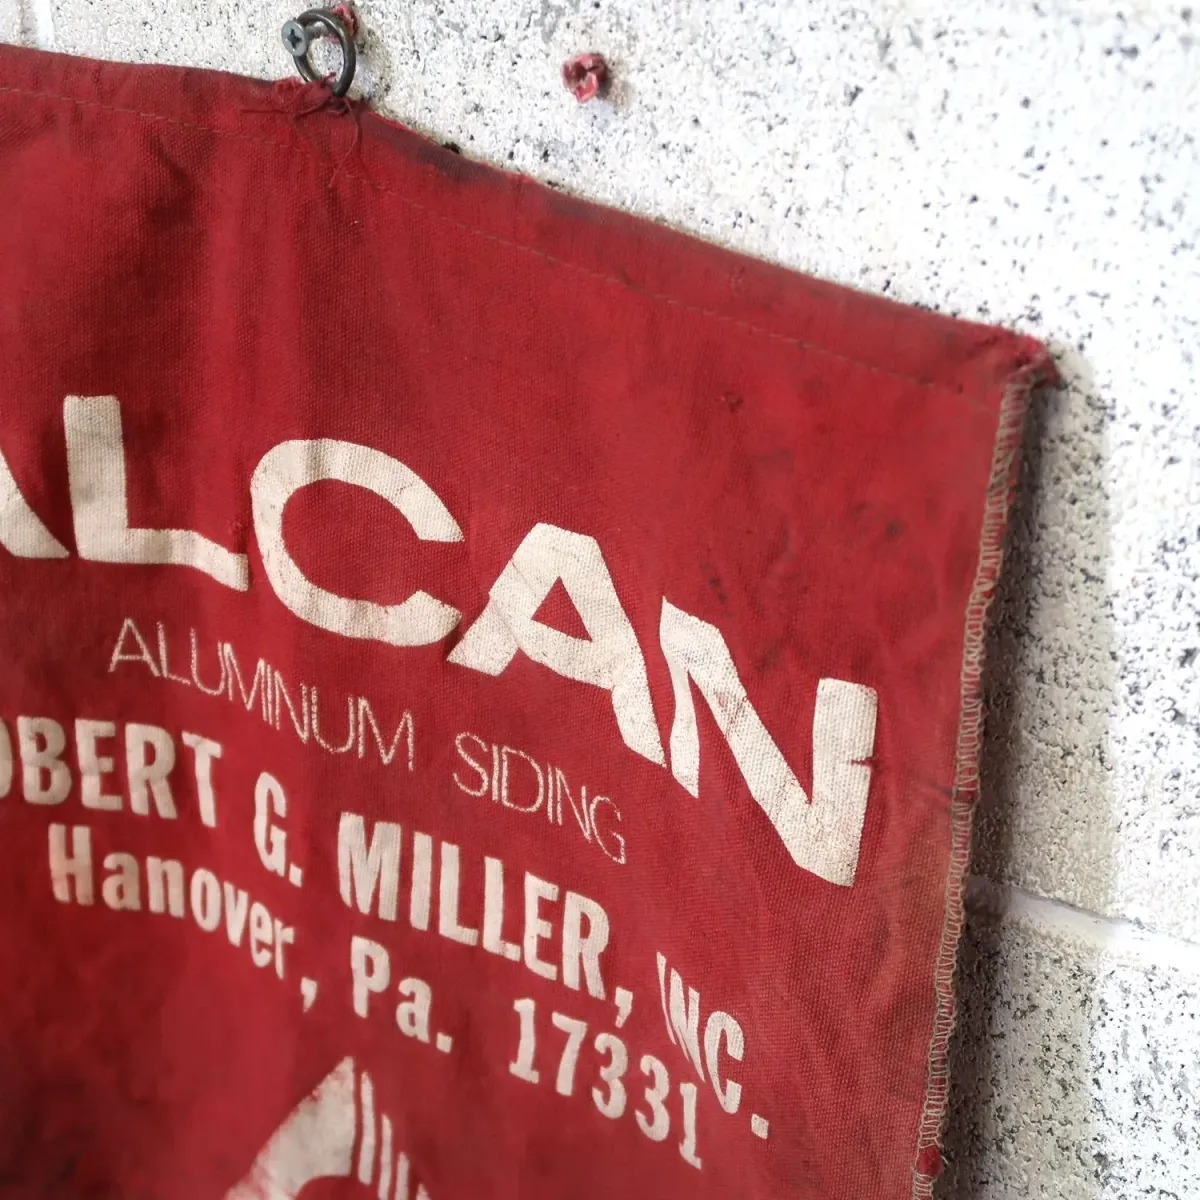 ALCAN
ALUMINUM SIDING
OBERT G. MILLER, INC.
Hanover, Pa. 17331